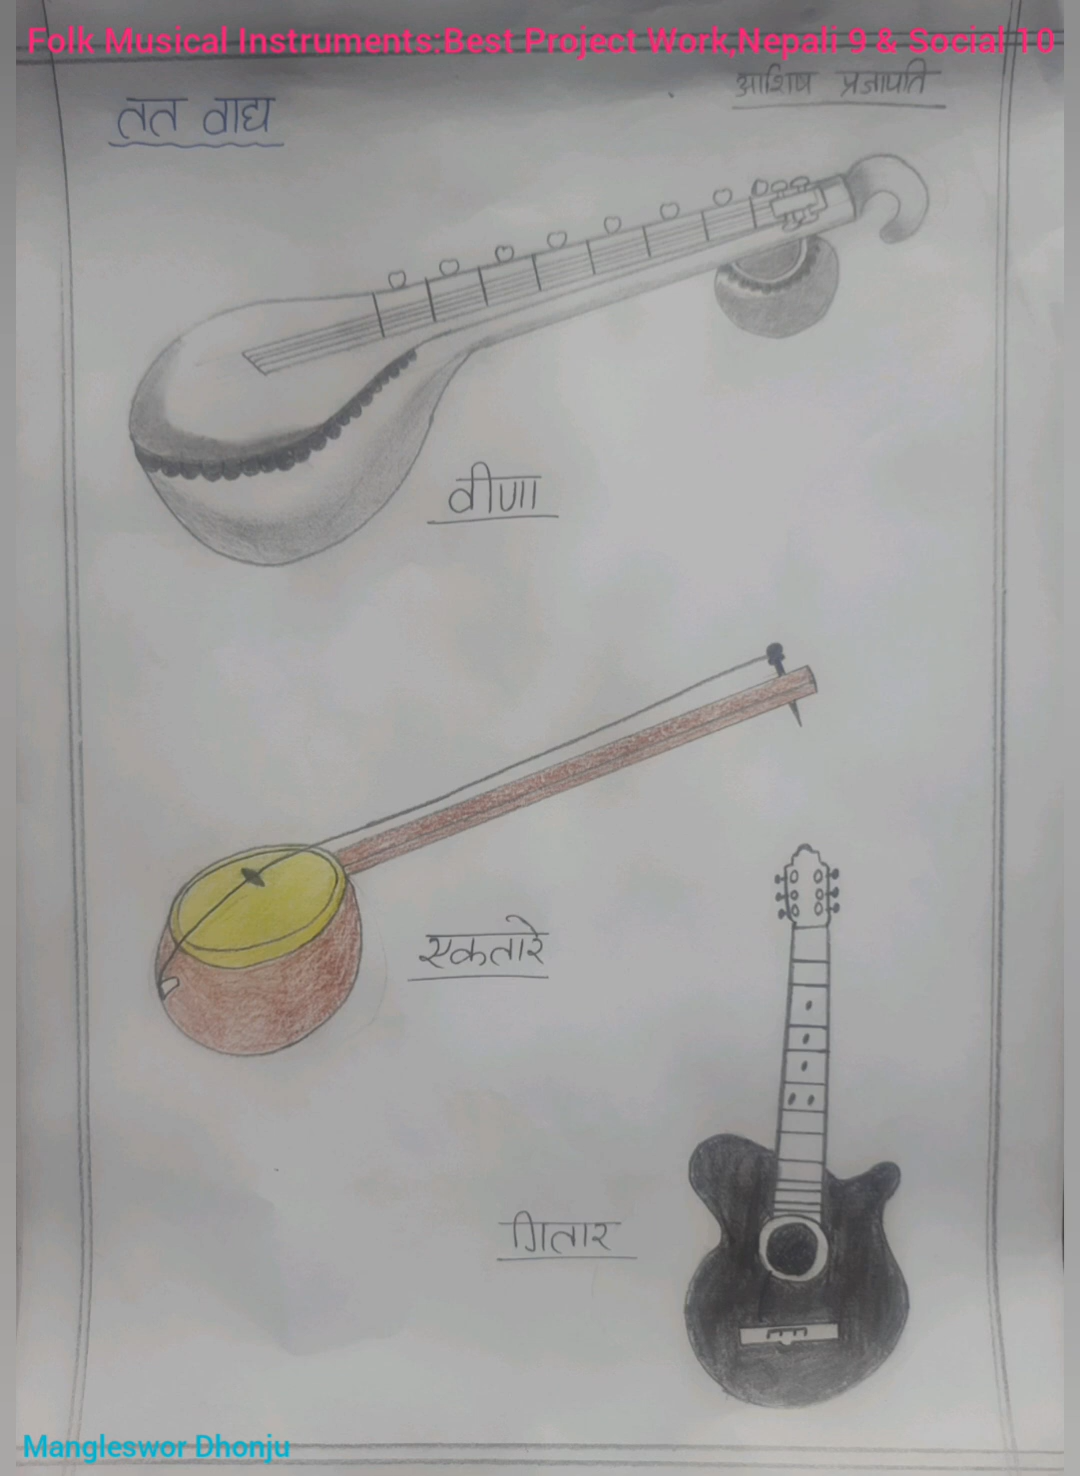 Folk Musical Instruments:Best Project Work,Nepali 9 & Social 10
आशिष प्रजापति
तत वाद्य
वीणा
एकतारे
गितार
Mangleswor Dhonju